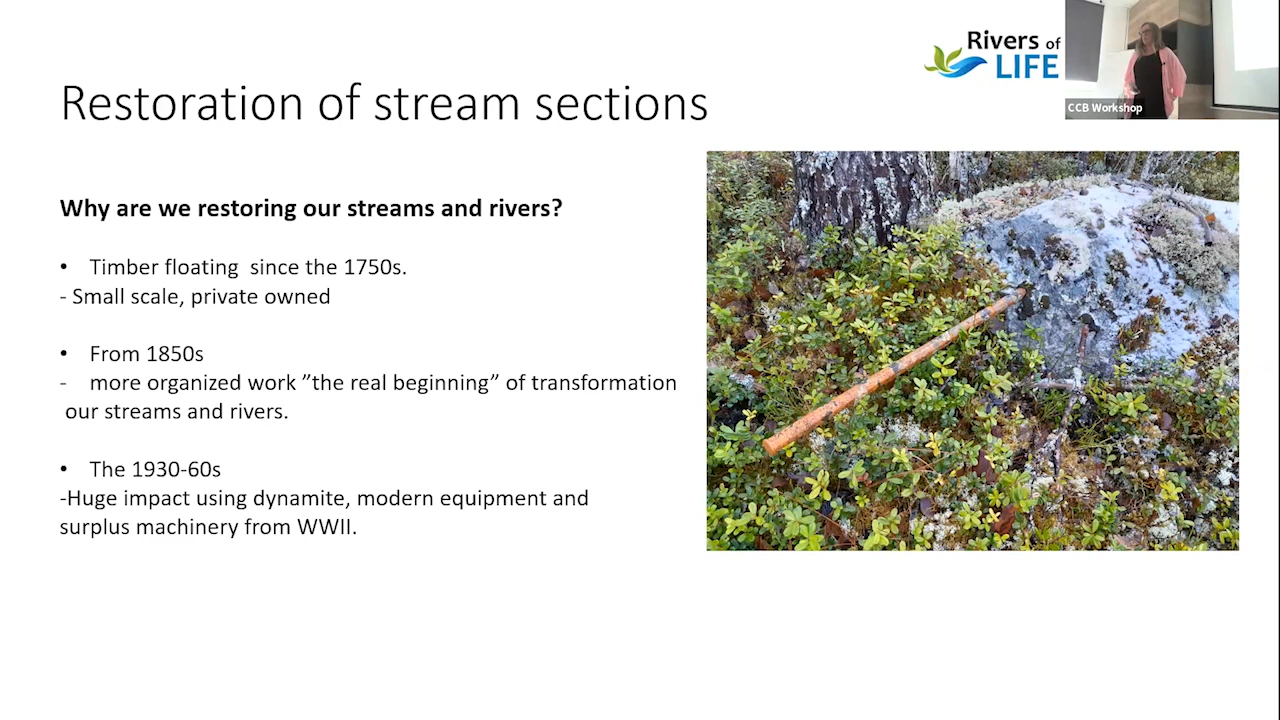 Rivers of
LIFE
CCB Workshop
Restoration of stream sections
Why are we restoring our streams and rivers?
• Timber floating since the 1750s.
- Small scale, private owned
• From 1850s
- more organized work ”the real beginning” of transformation
our streams and rivers.
• The 1930-60s
-Huge impact using dynamite, modern equipment and
surplus machinery from WWII.